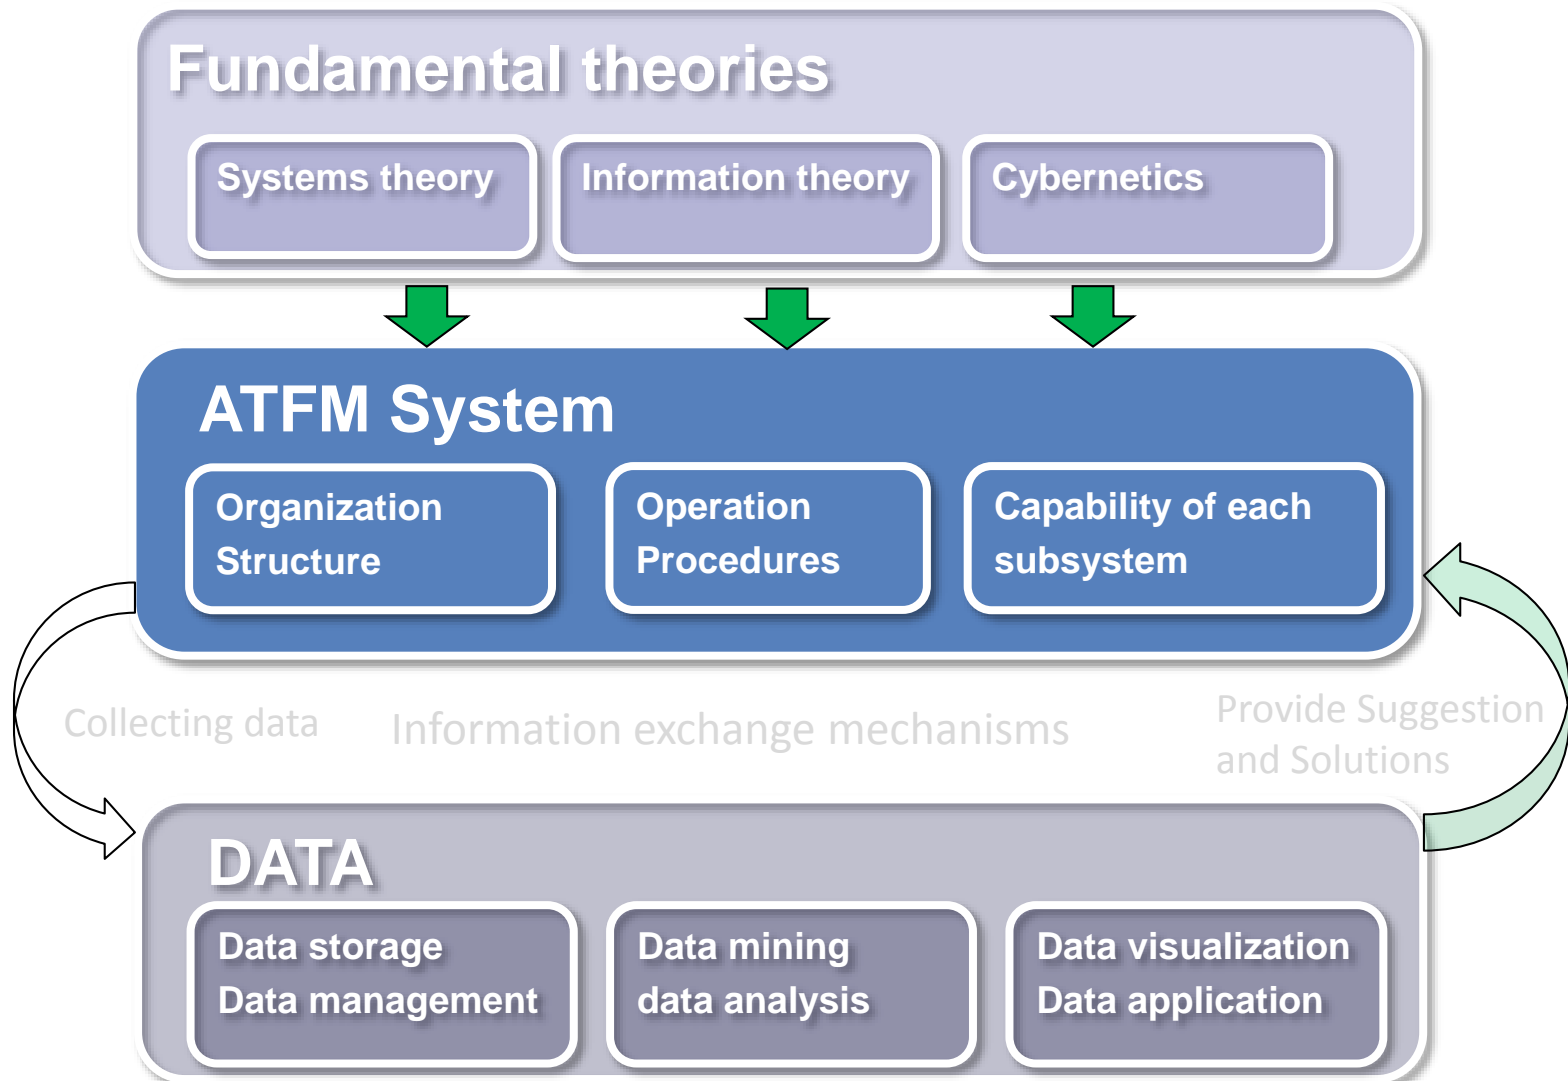 Fundamental theories
Systems theory
Information theory
Cybernetics
ATFM System
Organization
Structure
Operation
Procedures
Capability of each
subsystem
Collecting data
Information exchange mechanisms
Provide Suggestion
and Solutions
DATA
Data storage
Data management
Data mining
data analysis
Data visualization
Data application